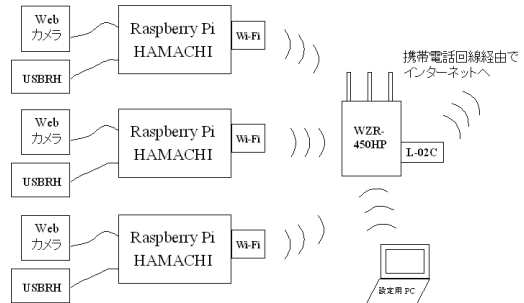 Web
カメラ
USBRH
Raspberry Pi
HAMACHI
Wi-Fi
携帯電話回線経由で
インターネットへ
Web
カメラ
USBRH
Raspberry Pi
HAMACHI
Wi-Fi
WZR-
450HP
L-02C
Web
カメラ
USBRH
Raspberry Pi
HAMACHI
Wi-Fi
設定用 PC